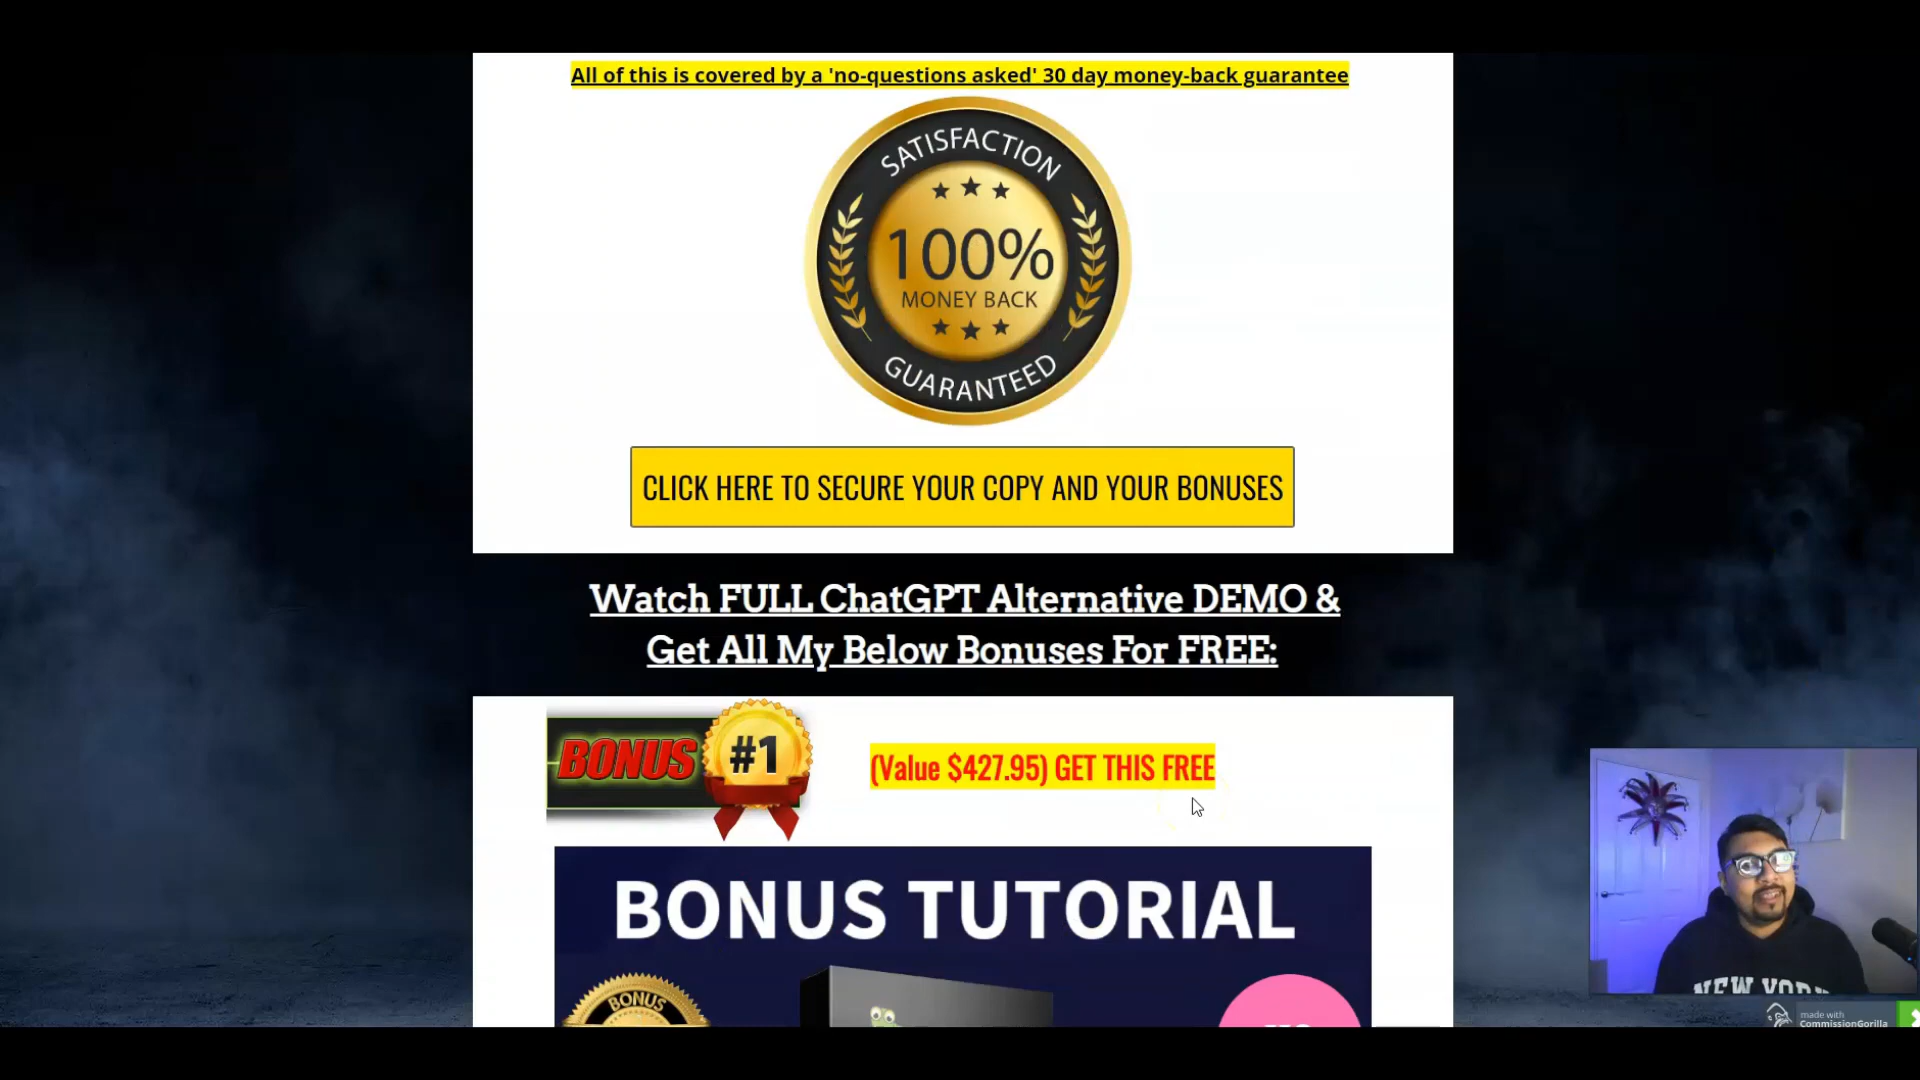 All of this is covered by a 'no-questions asked' 30 day money-back guarantee
SATISFACTION
100%
MONEY BACK
GUARANTEED
CLICK HERE TO SECURE YOUR COPY AND YOUR BONUSES
Watch FULL ChatGPT Alternative DEMO &
Get All My Below Bonuses For FREE:
BONUS
#1
(Value $427.95) GET THIS FREE
BONUS TUTORIAL
BONUS
NEW YORK
made with
CommissionGorilla